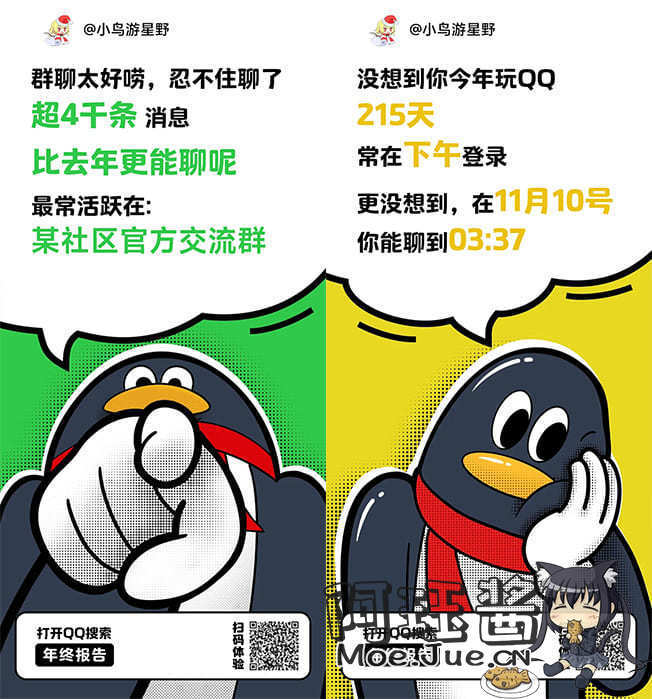 @小鸟游星野
群聊太好唠，忍不住聊了
超4千条 消息
比去年更能聊呢
最常活跃在:
某社区官方交流群
打开QQ搜索
年终报告
扫码体验
@小鸟游星野
没想到你今年玩QQ
215天
常在下午登录
更没想到，在11月10号
你能聊到03:37
打开QQ搜索
阿珏酱
Moe.Jue.cn